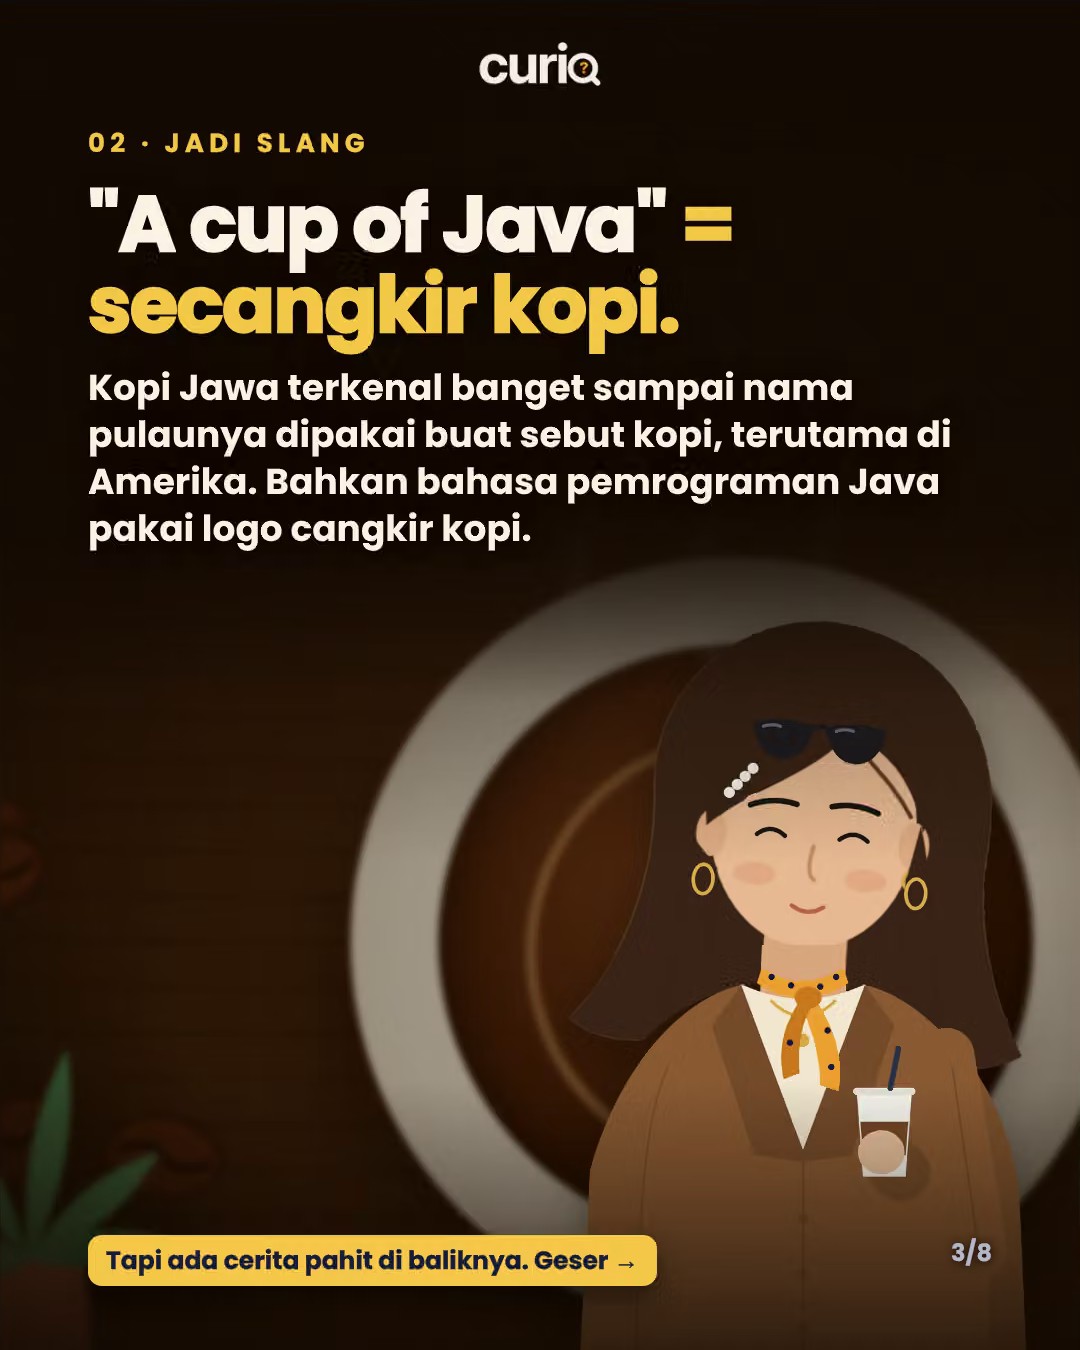 curio
02 · JADI SLANG
"A cup of Java" =
secangkir kopi.
Kopi Jawa terkenal banget sampai nama
pulaunya dipakai buat sebut kopi, terutama di
Amerika. Bahkan bahasa pemrograman Java
pakai logo cangkir kopi.
Tapi ada cerita pahit di baliknya. Geser →
3/8